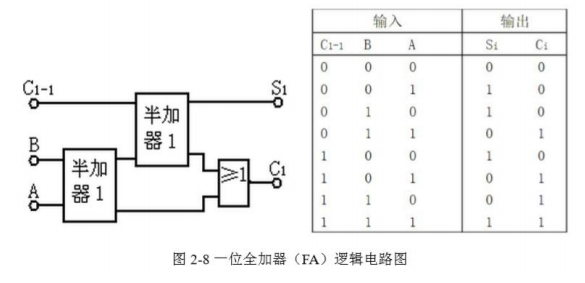 C₁₋₁
B
A
半加
器1
半加
器1
≥1
S₁
C₁
输入 输出
C₁₋₁ B A S₁ C₁
0 0 0 0 0
0 0 1 1 0
0 1 0 1 0
0 1 1 0 1
1 0 0 1 0
1 0 1 0 1
1 1 0 0 1
1 1 1 1 1
图 2-8 一位全加器（FA）逻辑电路图